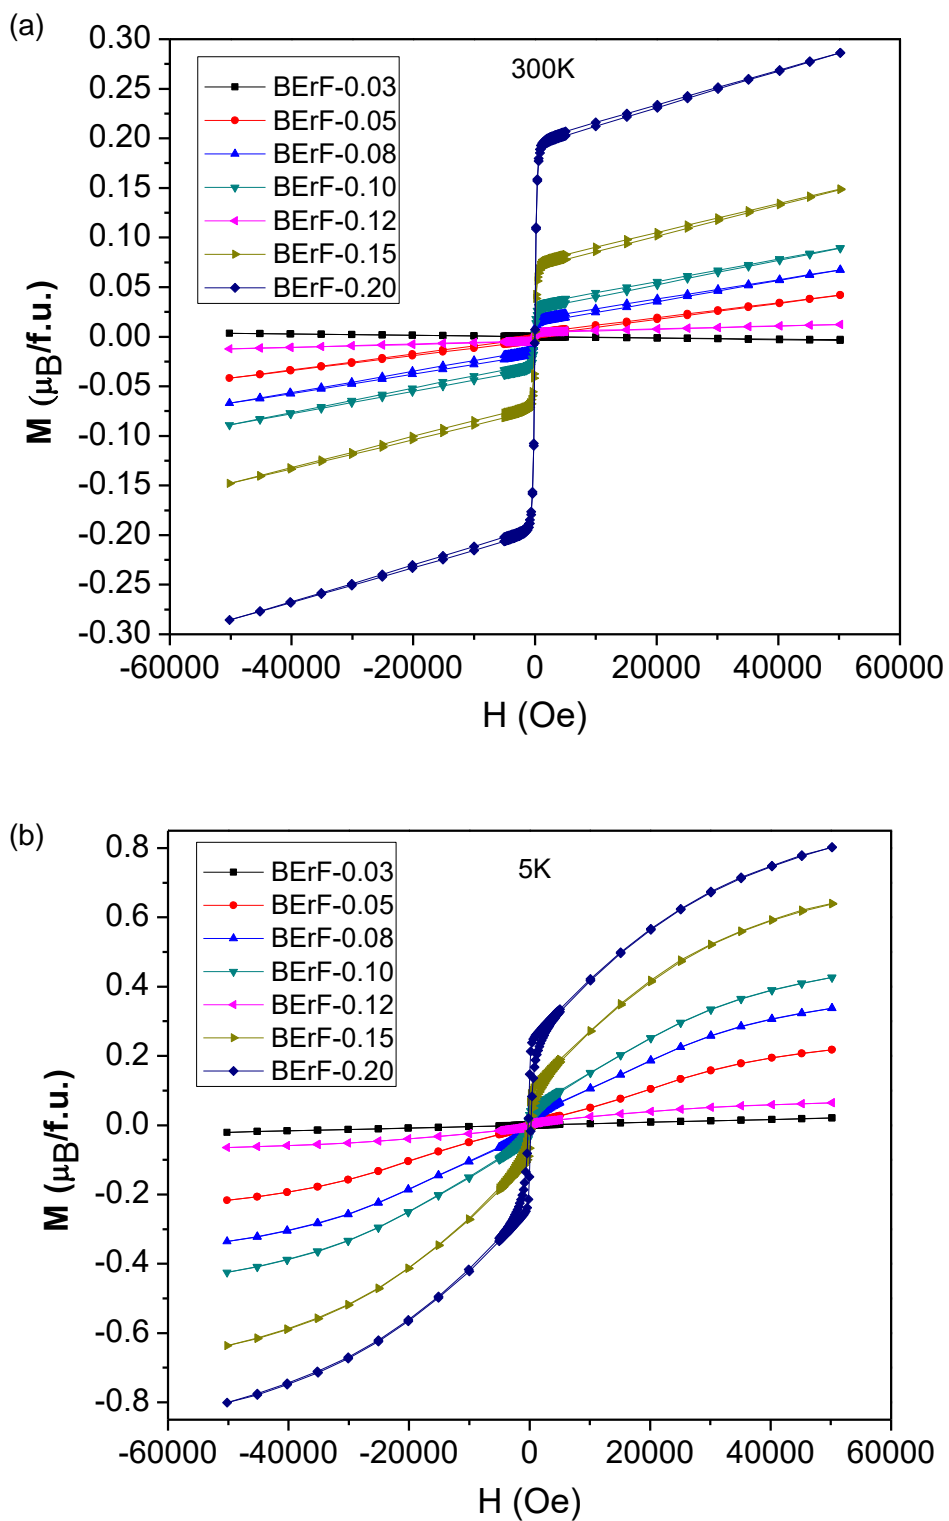 (a)
0.30
0.25
0.20
0.15
0.10
0.05
0.00
-0.05
-0.10
-0.15
-0.20
-0.25
-0.30
M (μB/f.u.)
BErF-0.03
BErF-0.05
BErF-0.08
BErF-0.10
BErF-0.12
BErF-0.15
BErF-0.20
300K
-60000 -40000 -20000 0 20000 40000 60000
H (Oe)
(b)
0.8
0.6
0.4
0.2
0.0
-0.2
-0.4
-0.6
-0.8
M (μB/f.u.)
BErF-0.03
BErF-0.05
BErF-0.08
BErF-0.10
BErF-0.12
BErF-0.15
BErF-0.20
5K
-60000 -40000 -20000 0 20000 40000 60000
H (Oe)